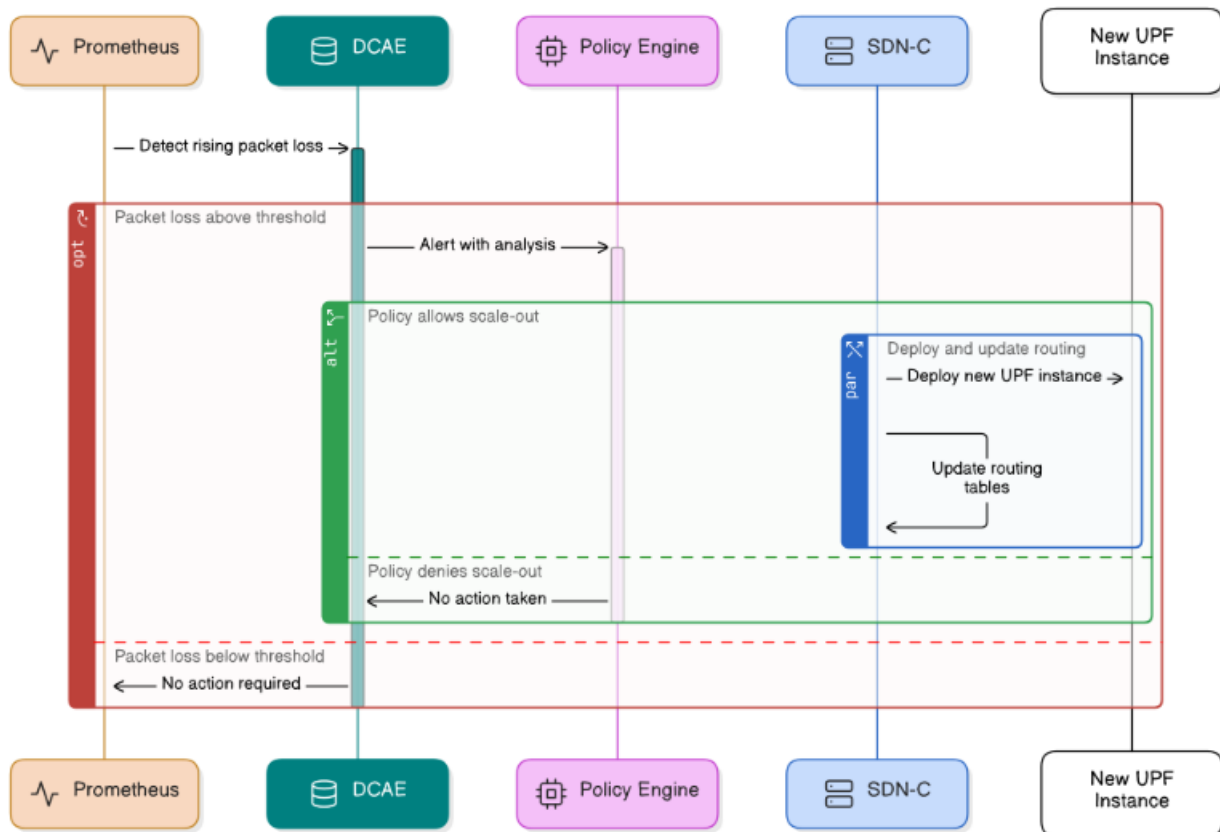 Prometheus
DCAE
Policy Engine
SDN-C
New UPF
Instance
Detect rising packet loss
opt
Packet loss above threshold
Alert with analysis
alt
Policy allows scale-out
par
Deploy and update routing
Deploy new UPF instance
Update routing
tables
Policy denies scale-out
No action taken
Packet loss below threshold
No action required
Prometheus
DCAE
Policy Engine
SDN-C
New UPF
Instance